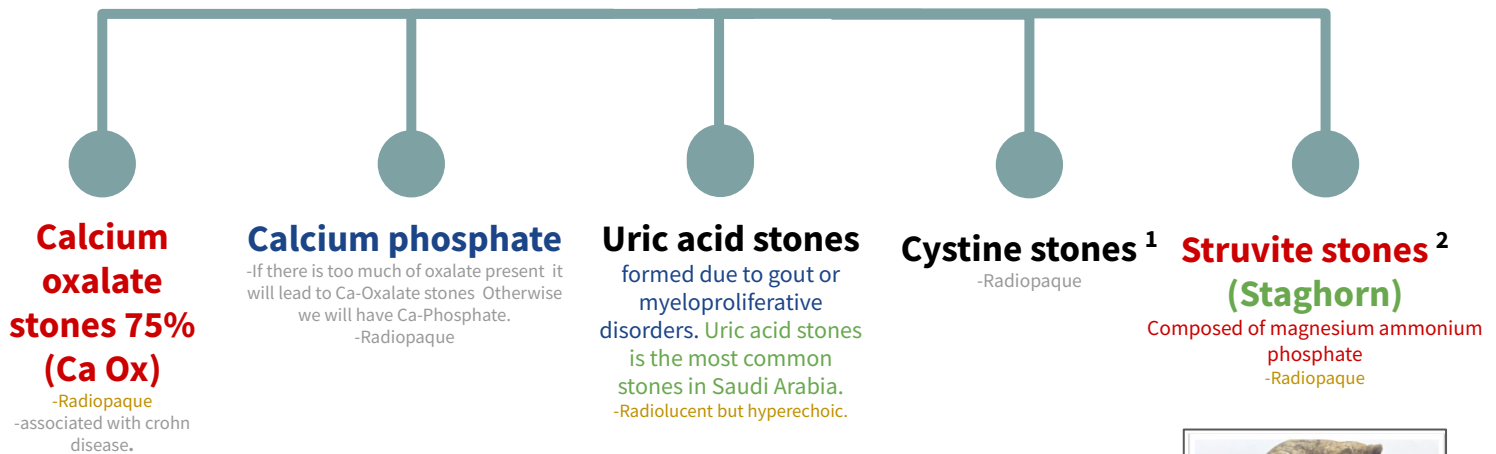 Calcium
oxalate
stones 75%
(Ca Ox)
-Radiopaque
-associated with crohn
disease.
Calcium phosphate
-If there is too much of oxalate present it
will lead to Ca-Oxalate stones Otherwise
we will have Ca-Phosphate.
-Radiopaque
Uric acid stones
formed due to gout or
myeloproliferative
disorders. Uric acid stones
is the most common
stones in Saudi Arabia.
-Radiolucent but hyperechoic.
Cystine stones 1
-Radiopaque
Struvite stones 2
(Staghorn)
Composed of magnesium ammonium
phosphate
-Radiopaque